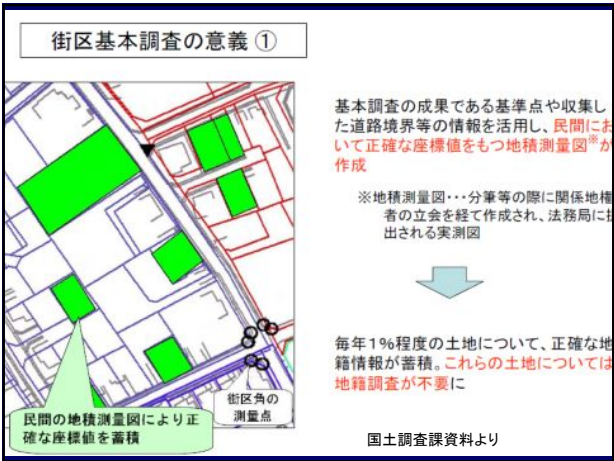 街区基本調査の意義 ①
基本調査の成果である基準点や収集し
た道路境界等の情報を活用し、民間にお
いて正確な座標値をもつ地積測量図※が
作成
※地積測量図・・・分筆等の際に関係地権
者の立会を経て作成され、法務局に提
出される実測図
毎年1%程度の土地について、正確な地
籍情報が蓄積。これらの土地については
地籍調査が不要に
街区角の
測量点
民間の地積測量図により正
確な座標値を蓄積
国土調査課資料より